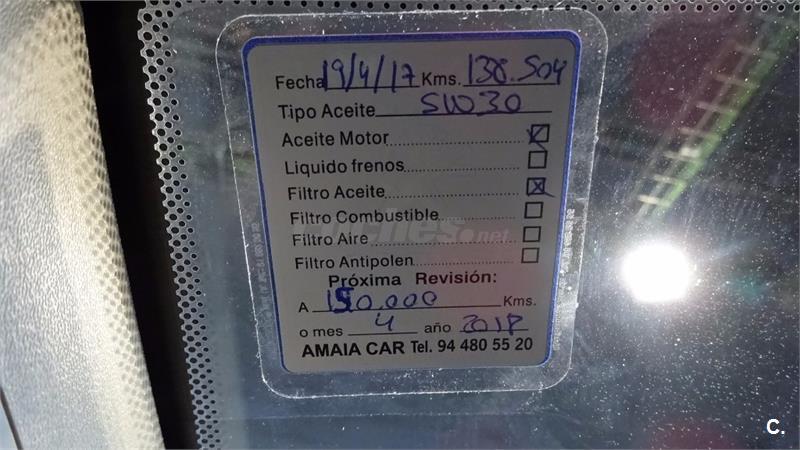 Fecha 19/4/17 Kms. 138.504
Tipo Aceite 5W30
Aceite Motor
Liquido frenos
Filtro Aceite
Filtro Combustible
Filtro Aire
Filtro Antipolen
Próxima Revisión:
A 150.000 Kms.
o mes 4 año 2018
AMAIA CAR Tel. 94 480 55 20
coches.net
C.